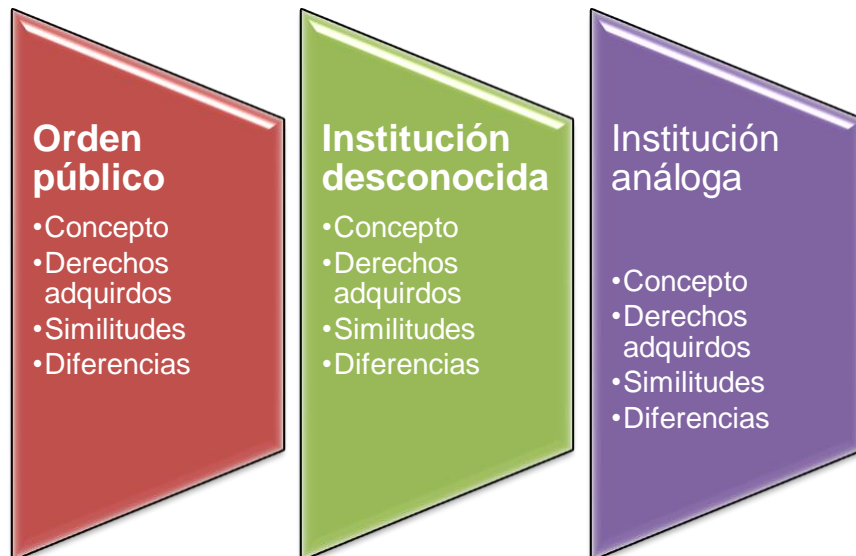 Orden
público
•Concepto
•Derechos
adquirdos
•Similitudes
•Diferencias
Institución
desconocida
•Concepto
•Derechos
adquirdos
•Similitudes
•Diferencias
Institución
análoga
•Concepto
•Derechos
adquirdos
•Similitudes
•Diferencias